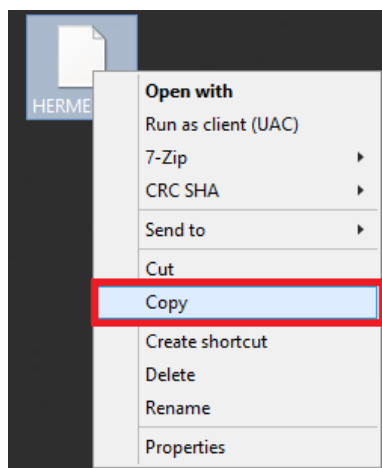 HERME
Open with
Run as client (UAC)
7-Zip
CRC SHA
Send to
Cut
Copy
Create shortcut
Delete
Rename
Properties